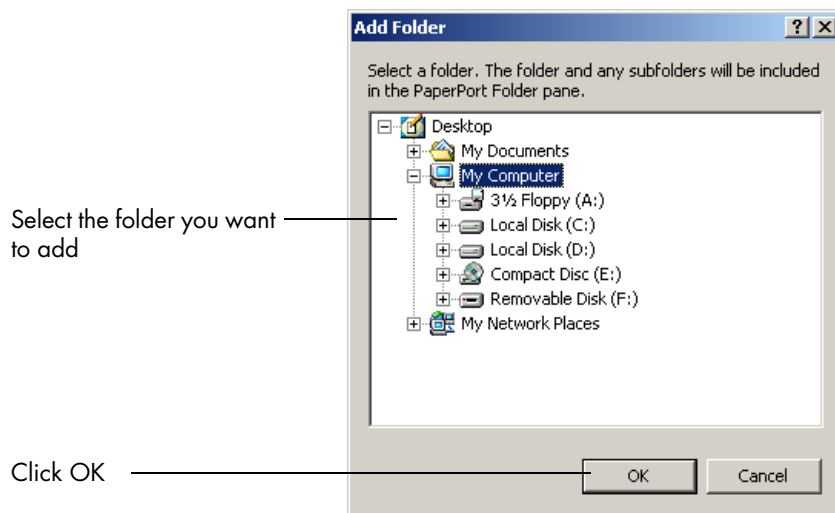 Add Folder
Select a folder. The folder and any subfolders will be included
in the PaperPort Folder pane.
Desktop
My Documents
My Computer
3½ Floppy (A:)
Local Disk (C:)
Local Disk (D:)
Compact Disc (E:)
Removable Disk (F:)
My Network Places
Select the folder you want
to add
Click OK
OK
Cancel